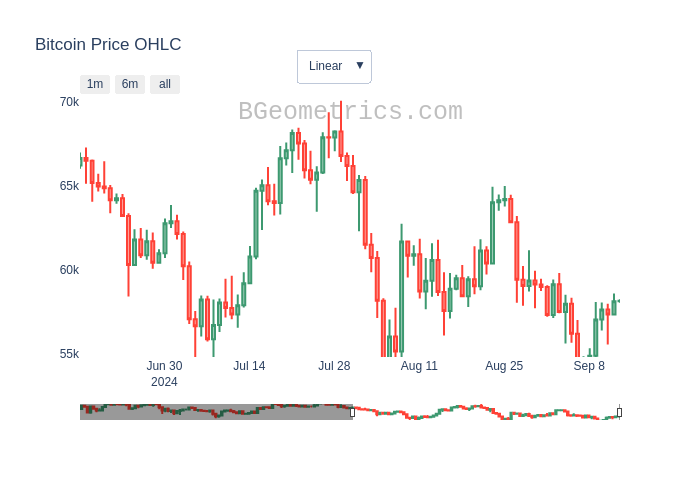 Bitcoin Price OHLC
Linear ▼
1m 6m all
BGeometrics.com
70k
65k
60k
55k
Jun 30 Jul 14 Jul 28 Aug 11 Aug 25 Sep 8
2024